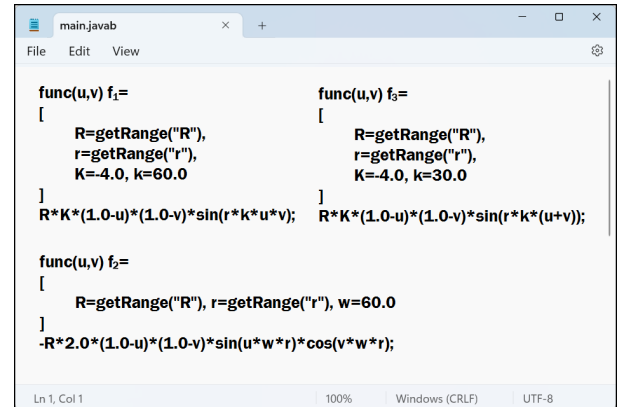 main.javab
File Edit View
func(u,v) f₁=
[
R=getRange("R"),
r=getRange("r"),
K=-4.0, k=60.0
]
R*K*(1.0-u)*(1.0-v)*sin(r*k*u*v);
func(u,v) f₃=
[
R=getRange("R"),
r=getRange("r"),
K=-4.0, k=30.0
]
R*K*(1.0-u)*(1.0-v)*sin(r*k*(u+v));
func(u,v) f₂=
[
R=getRange("R"), r=getRange("r"), w=60.0
]
-R*2.0*(1.0-u)*(1.0-v)*sin(u*w*r)*cos(v*w*r);
Ln 1, Col 1 100% Windows (CRLF) UTF-8